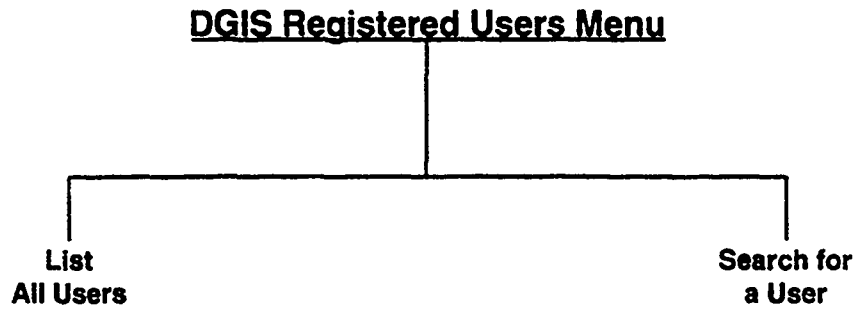 DGIS Registered Users Menu
List
All Users
Search for
a User